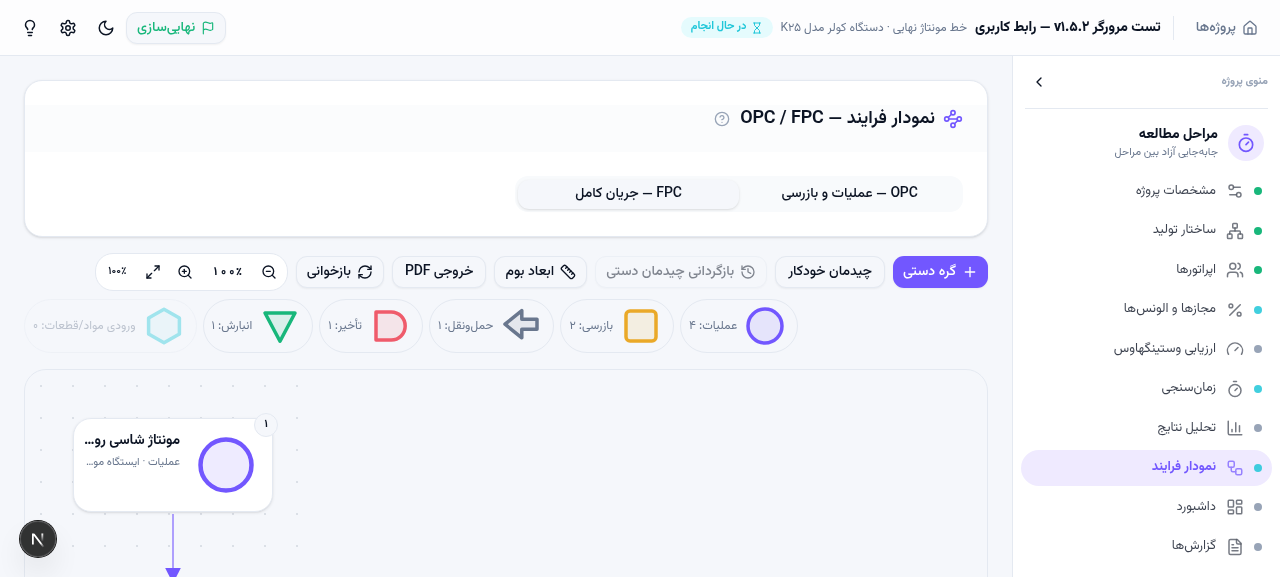 پروژه‌ها
تست مرورگر v۱.۵.۲ — رابط کاربری
خط مونتاژ نهایی · دستگاه کولر مدل K۲۵
در حال انجام
نهایی‌سازی
منوی پروژه
مراحل مطالعه
جابه‌جایی آزاد بین مراحل
مشخصات پروژه
ساختار تولید
اپراتورها
مجازها و الونس‌ها
ارزیابی وستینگهاوس
زمان‌سنجی
تحلیل نتایج
نمودار فرایند
داشبورد
گزارش‌ها
نمودار فرایند — OPC / FPC
OPC — عملیات و بازرسی
FPC — جریان کامل
گره دستی
چیدمان خودکار
بازگردانی چیدمان دستی
ابعاد بوم
خروجی PDF
بازخوانی
۱۰۰٪
۱۰۰٪
عملیات: ۴
بازرسی: ۲
حمل‌ونقل: ۱
تأخیر: ۱
انبارش: ۱
ورودی مواد/قطعات: ۰
۱
مونتاژ شاسی رو...
عملیات · ایستگاه مو...
N